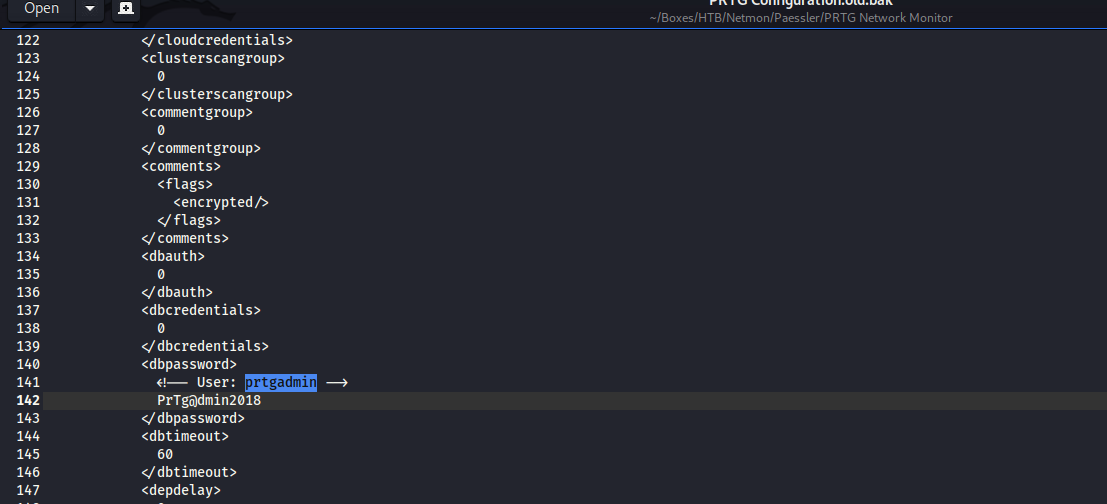 Open
PRTG Configuration.old.bak
~/Boxes/HTB/Netmon/Paessler/PRTG Network Monitor
122 </cloudcredentials>
123 <clusterscangroup>
124 0
125 </clusterscangroup>
126 <commentgroup>
127 0
128 </commentgroup>
129 <comments>
130 <flags>
131 <encrypted/>
132 </flags>
133 </comments>
134 <dbauth>
135 0
136 </dbauth>
137 <dbcredentials>
138 0
139 </dbcredentials>
140 <dbpassword>
141 <!-- User: prtgadmin -->
142 PrTg@dmin2018
143 </dbpassword>
144 <dbtimeout>
145 60
146 </dbtimeout>
147 <depdelay>